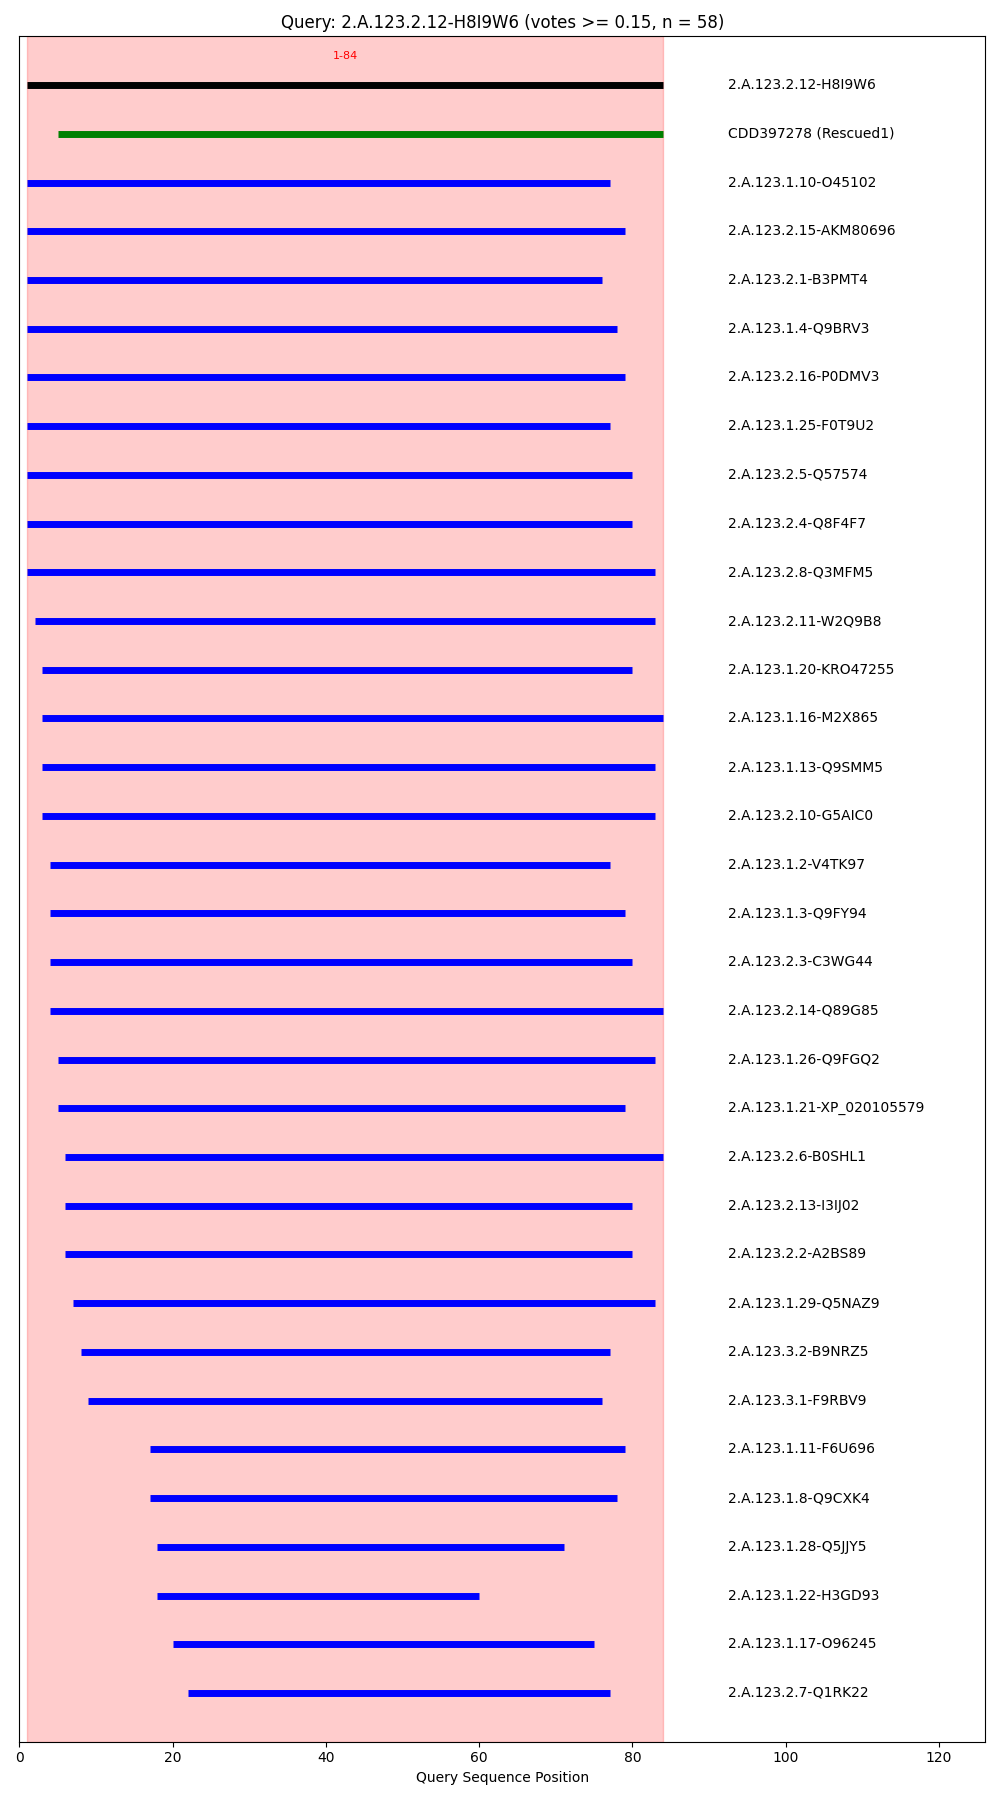 Query: 2.A.123.2.12-H8I9W6 (votes >= 0.15, n = 58)
1-84
2.A.123.2.12-H8I9W6
CDD397278 (Rescued1)
2.A.123.1.10-O45102
2.A.123.2.15-AKM80696
2.A.123.2.1-B3PMT4
2.A.123.1.4-Q9BRV3
2.A.123.2.16-P0DMV3
2.A.123.1.25-F0T9U2
2.A.123.2.5-Q57574
2.A.123.2.4-Q8F4F7
2.A.123.2.8-Q3MFM5
2.A.123.2.11-W2Q9B8
2.A.123.1.20-KRO47255
2.A.123.1.16-M2X865
2.A.123.1.13-Q9SMM5
2.A.123.2.10-G5AIC0
2.A.123.1.2-V4TK97
2.A.123.1.3-Q9FY94
2.A.123.2.3-C3WG44
2.A.123.2.14-Q89G85
2.A.123.1.26-Q9FGQ2
2.A.123.1.21-XP_020105579
2.A.123.2.6-B0SHL1
2.A.123.2.13-I3IJ02
2.A.123.2.2-A2BS89
2.A.123.1.29-Q5NAZ9
2.A.123.3.2-B9NRZ5
2.A.123.3.1-F9RBV9
2.A.123.1.11-F6U696
2.A.123.1.8-Q9CXK4
2.A.123.1.28-Q5JJY5
2.A.123.1.22-H3GD93
2.A.123.1.17-O96245
2.A.123.2.7-Q1RK22
0 20 40 60 80 100 120
Query Sequence Position